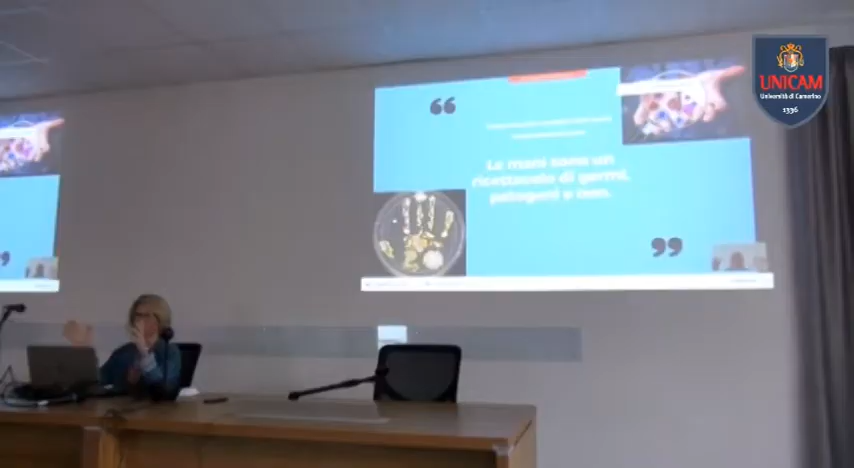 UNICAM
Università di Camerino
1336
“
Le mani sono un
ricettacolo di germi,
patogeni e non.
”